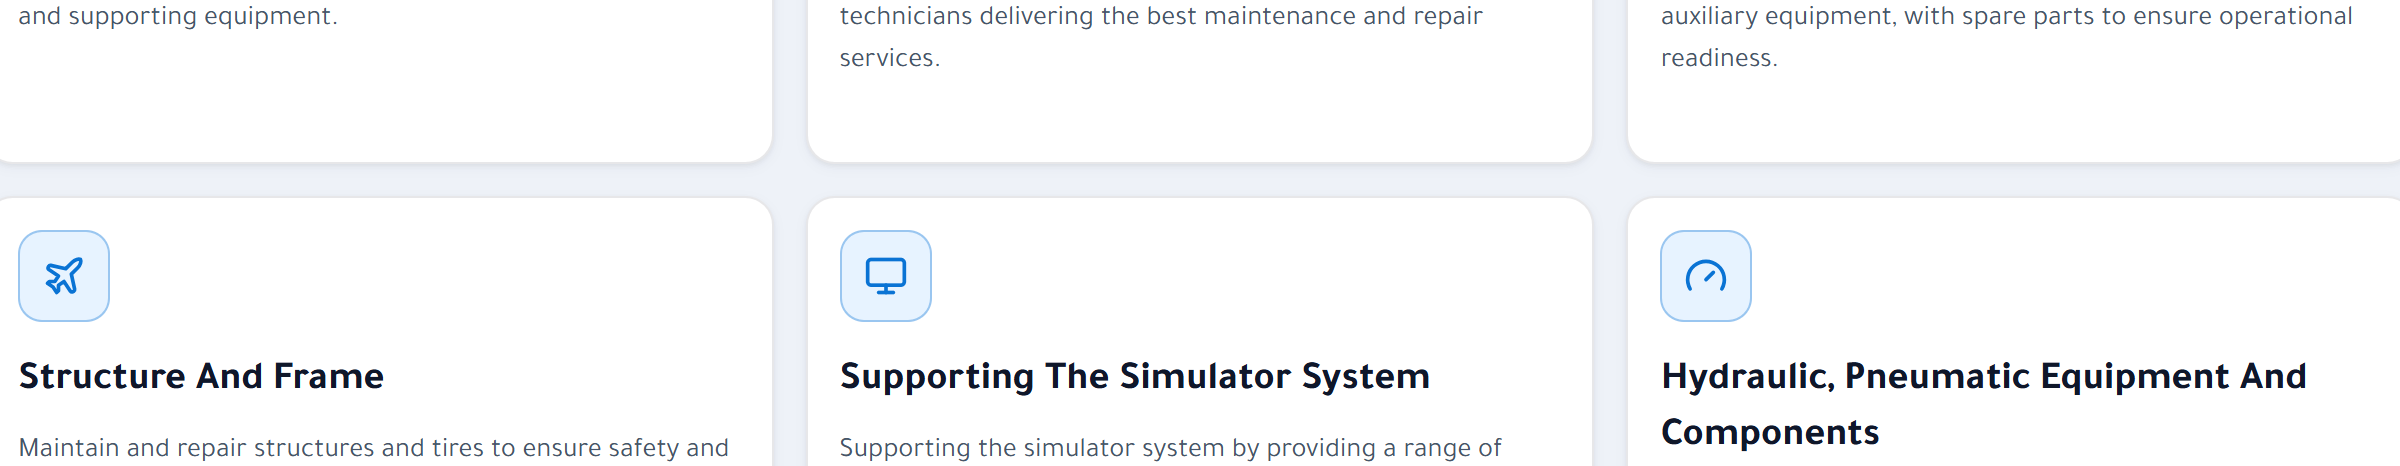 and supporting equipment.
technicians delivering the best maintenance and repair
services.
auxiliary equipment, with spare parts to ensure operational
readiness.
Structure And Frame
Maintain and repair structures and tires to ensure safety and
Supporting The Simulator System
Supporting the simulator system by providing a range of
Hydraulic, Pneumatic Equipment And
Components